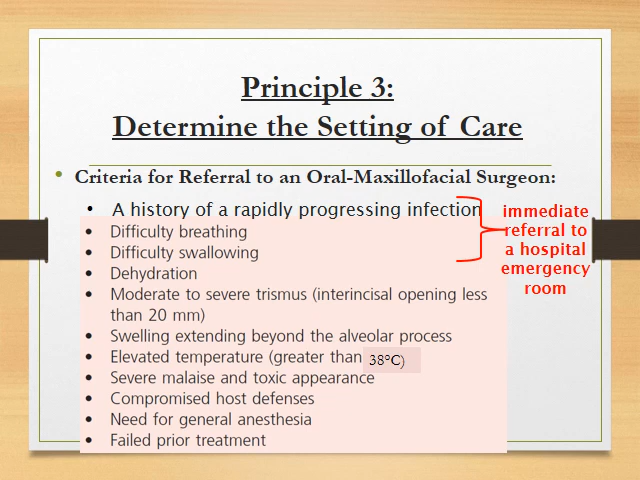 Principle 3:
Determine the Setting of Care
• Criteria for Referral to an Oral-Maxillofacial Surgeon:
• A history of a rapidly progressing infection
• Difficulty breathing
• Difficulty swallowing
• Dehydration
• Moderate to severe trismus (interincisal opening less
than 20 mm)
• Swelling extending beyond the alveolar process
• Elevated temperature (greater than 38°C)
• Severe malaise and toxic appearance
• Compromised host defenses
• Need for general anesthesia
• Failed prior treatment
immediate
referral to
a hospital
emergency
room